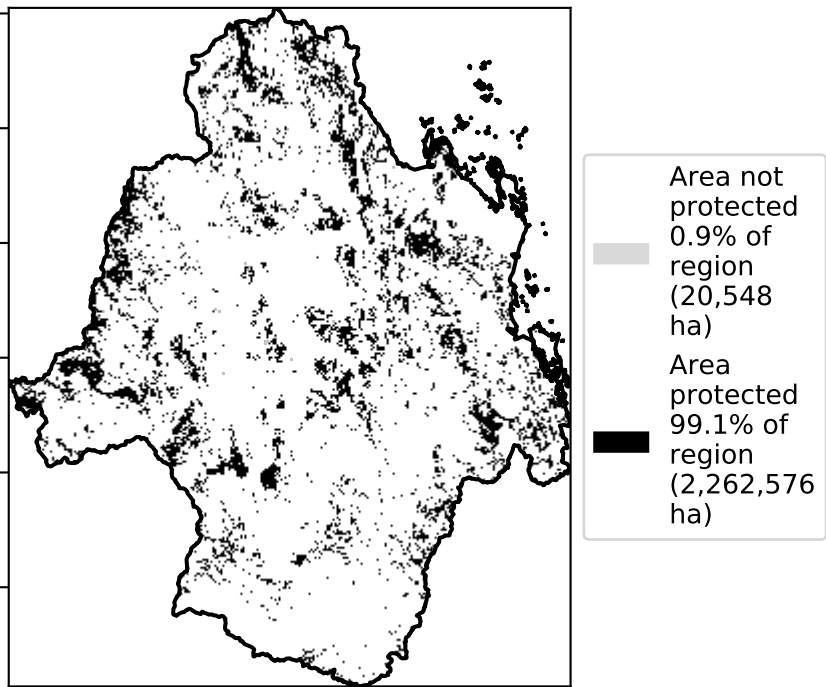 Area not
protected
0.9% of
region
(20,548
ha)
Area
protected
99.1% of
region
(2,262,576
ha)